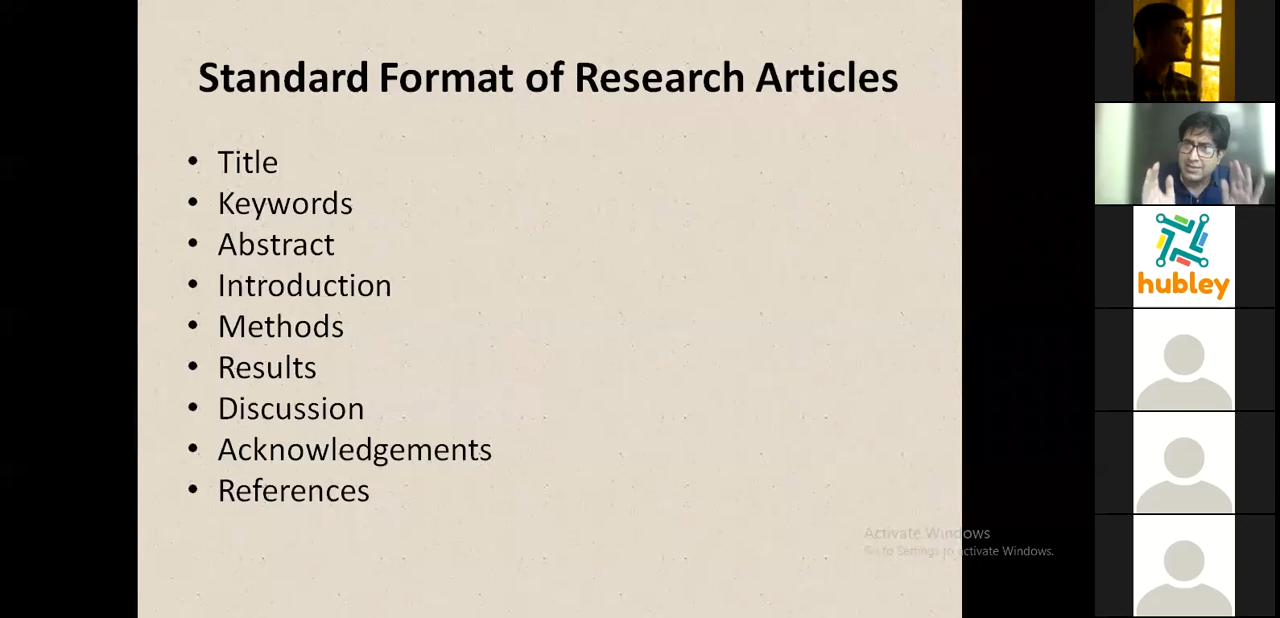 Standard Format of Research Articles
• Title
• Keywords
• Abstract
• Introduction
• Methods
• Results
• Discussion
• Acknowledgements
• References
Activate Windows
Go to Settings to activate Windows.
hubley